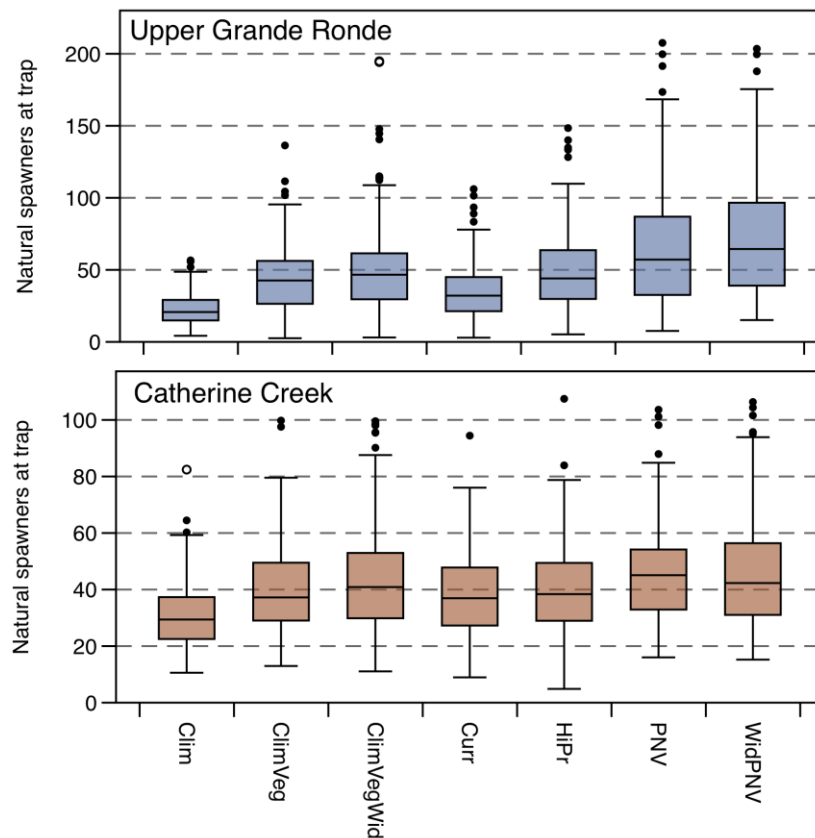 Upper Grande Ronde
Natural spawners at trap
200
150
100
50
0
Catherine Creek
Natural spawners at trap
100
80
60
40
20
0
Clim
ClimVeg
ClimVegWid
Curr
HiPr
PNV
WidPNV